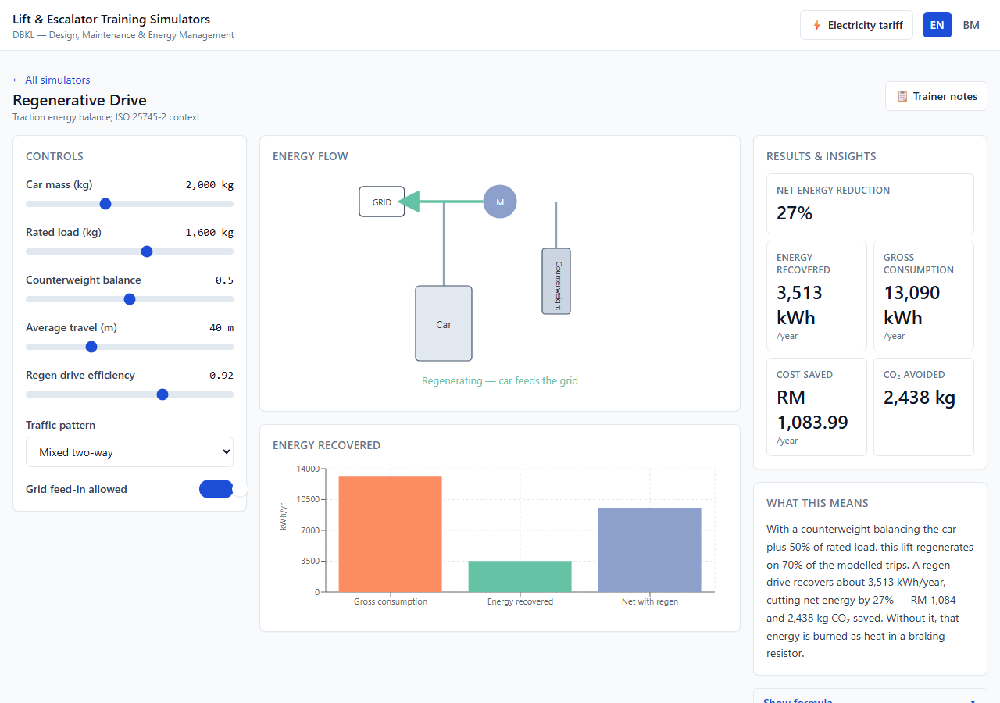 Lift & Escalator Training Simulators
DBKL — Design, Maintenance & Energy Management
Electricity tariff
EN
BM
← All simulators
Regenerative Drive
Traction energy balance; ISO 25745-2 context
Trainer notes
CONTROLS
Car mass (kg)
2,000 kg
Rated load (kg)
1,600 kg
Counterweight balance
0.5
Average travel (m)
40 m
Regen drive efficiency
0.92
Traffic pattern
Mixed two-way
Grid feed-in allowed
ENERGY FLOW
GRID
M
Counterweight
Car
Regenerating — car feeds the grid
ENERGY RECOVERED
14000
10500
7000
3500
0
kWh/yr
Gross consumption
Energy recovered
Net with regen
RESULTS & INSIGHTS
NET ENERGY REDUCTION
27%
ENERGY
RECOVERED
3,513
kWh
/year
GROSS
CONSUMPTION
13,090
kWh
/year
COST SAVED
RM
1,083.99
/year
CO₂ AVOIDED
2,438 kg
WHAT THIS MEANS
With a counterweight balancing the car
plus 50% of rated load, this lift regenerates
on 70% of the modelled trips. A regen
drive recovers about 3,513 kWh/year,
cutting net energy by 27% — RM 1,084
and 2,438 kg CO₂ saved. Without it, that
energy is burned as heat in a braking
resistor.
Show formula